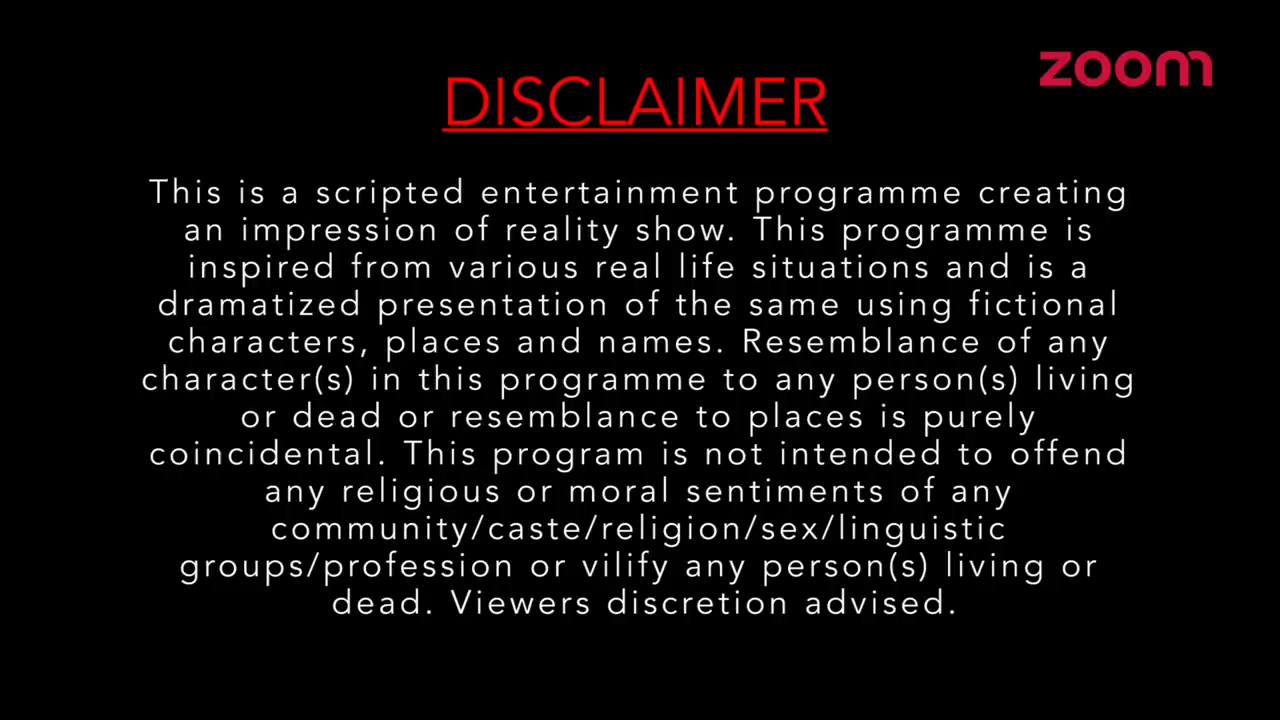 zoom
DISCLAIMER
This is a scripted entertainment programme creating
an impression of reality show. This programme is
inspired from various real life situations and is a
dramatized presentation of the same using fictional
characters, places and names. Resemblance of any
character(s) in this programme to any person(s) living
or dead or resemblance to places is purely
coincidental. This program is not intended to offend
any religious or moral sentiments of any
community/caste/religion/sex/linguistic
groups/profession or vilify any person(s) living or
dead. Viewers discretion advised.